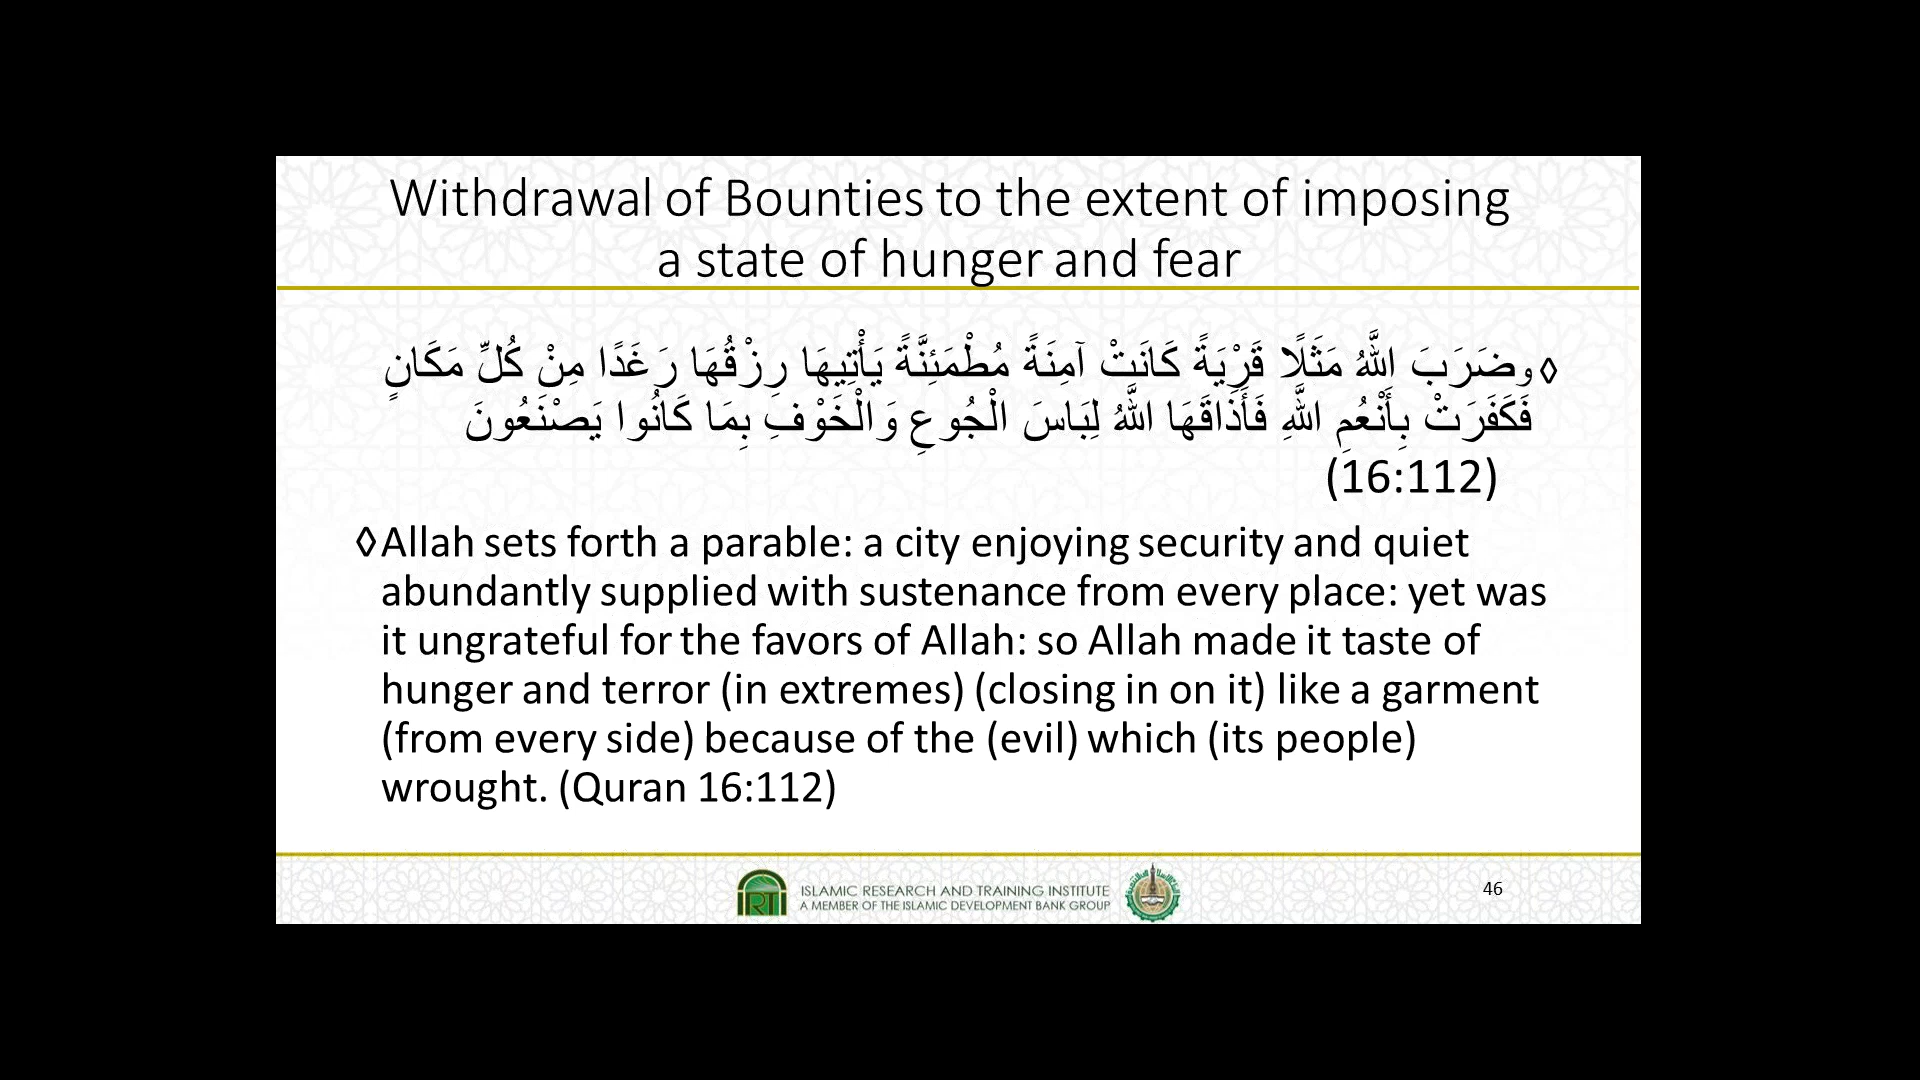 Withdrawal of Bounties to the extent of imposing
a state of hunger and fear
◊وضَرَبَ اللَّهُ مَثَلًا قَرْيَةً كَانَتْ آمِنَةً مُطْمَئِنَّةً يَأْتِيهَا رِزْقُهَا رَغَدًا مِنْ كُلِّ مَكَانٍ
فَكَفَرَتْ بِأَنْعُمِ اللَّهِ فَأَذَاقَهَا اللَّهُ لِبَاسَ الْجُوعِ وَالْخَوْفِ بِمَا كَانُوا يَصْنَعُونَ
(16:112)
◊Allah sets forth a parable: a city enjoying security and quiet
abundantly supplied with sustenance from every place: yet was
it ungrateful for the favors of Allah: so Allah made it taste of
hunger and terror (in extremes) (closing in on it) like a garment
(from every side) because of the (evil) which (its people)
wrought. (Quran 16:112)
IRTI
ISLAMIC RESEARCH AND TRAINING INSTITUTE
A MEMBER OF THE ISLAMIC DEVELOPMENT BANK GROUP
46